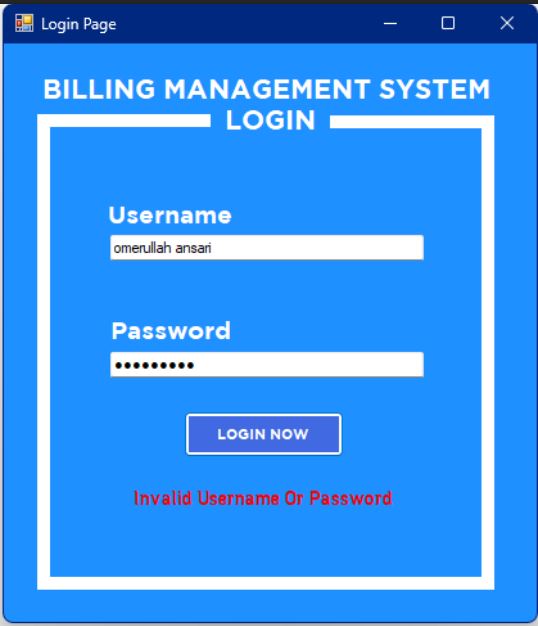 Login Page
BILLING MANAGEMENT SYSTEM
LOGIN
Username
omerullah ansari
Password
•••••••••
LOGIN NOW
Invalid Username Or Password